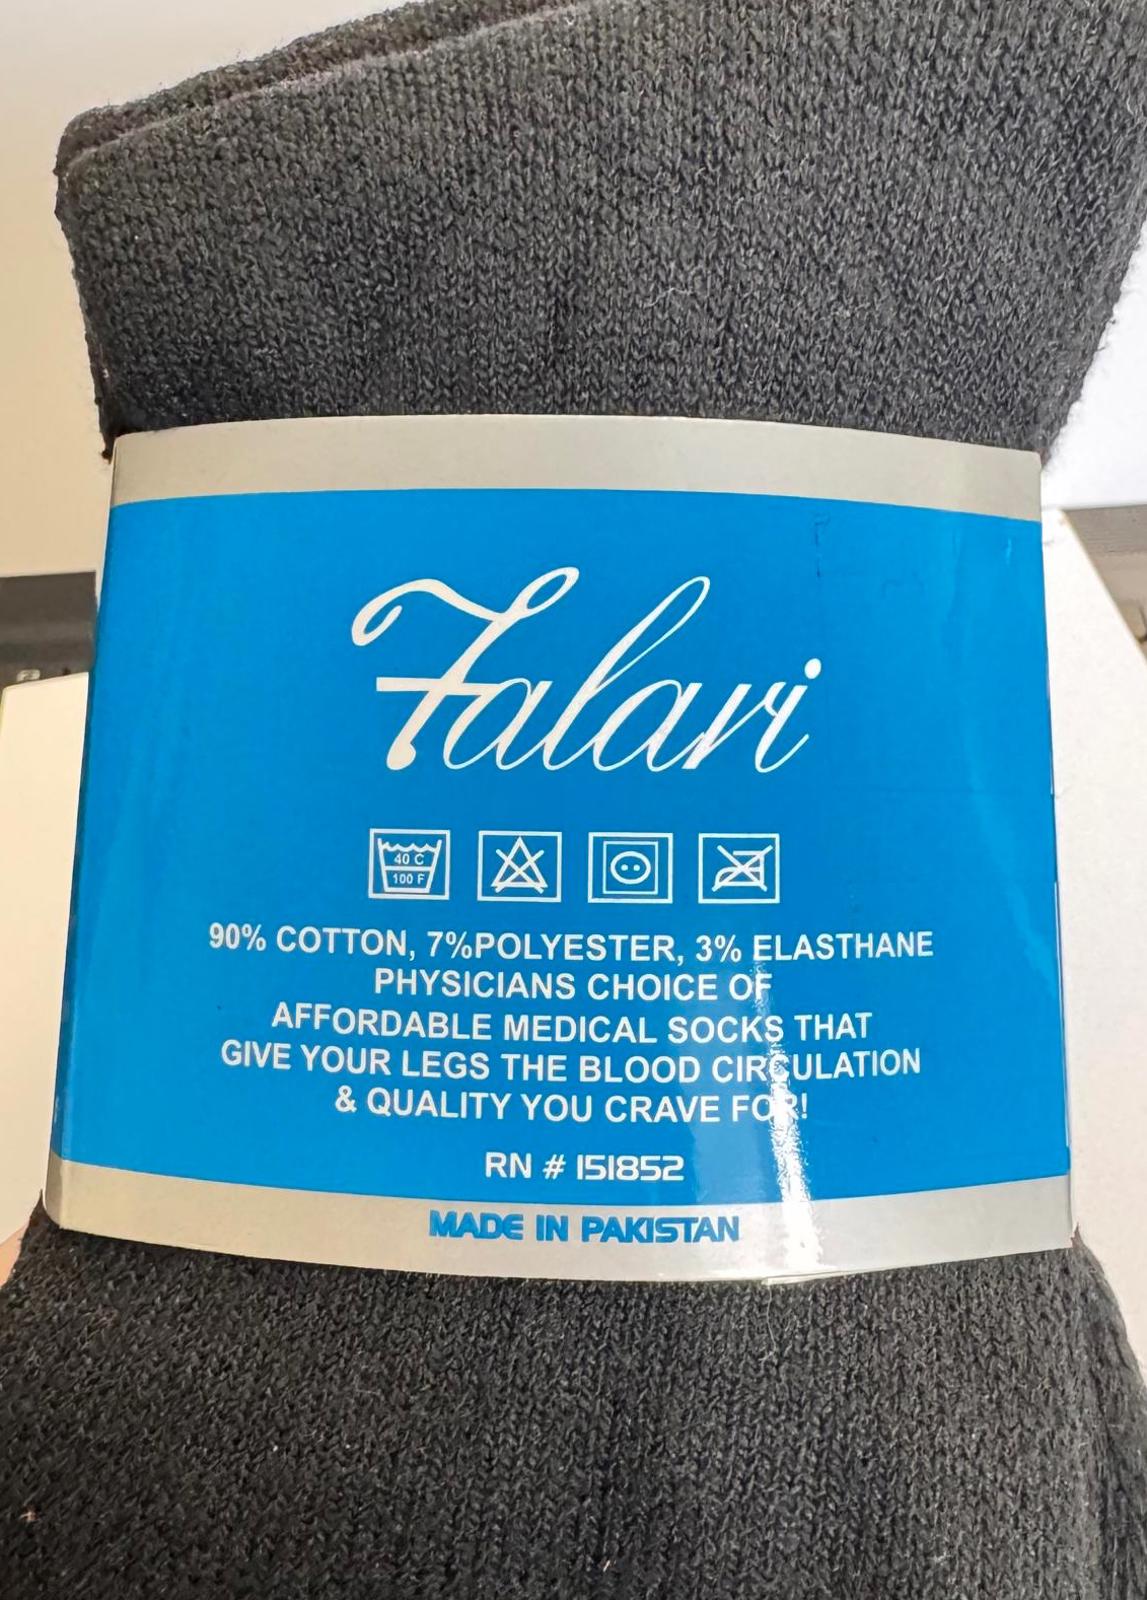 Falari
40 C
100 F
90% COTTON, 7%POLYESTER, 3% ELASTHANE
PHYSICIANS CHOICE OF
AFFORDABLE MEDICAL SOCKS THAT
GIVE YOUR LEGS THE BLOOD CIRCULATION
& QUALITY YOU CRAVE FOR!
RN # 151852
MADE IN PAKISTAN